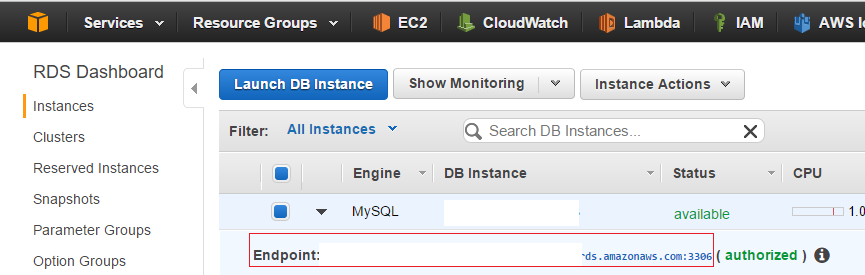 Services Resource Groups EC2 CloudWatch Lambda IAM AWS Io
RDS Dashboard
Instances
Clusters
Reserved Instances
Snapshots
Parameter Groups
Option Groups
Launch DB Instance Show Monitoring Instance Actions
Filter: All Instances Search DB Instances...
Engine DB Instance Status CPU
MySQL available 1.0
Endpoint: rds.amazonaws.com:3306 ( authorized )